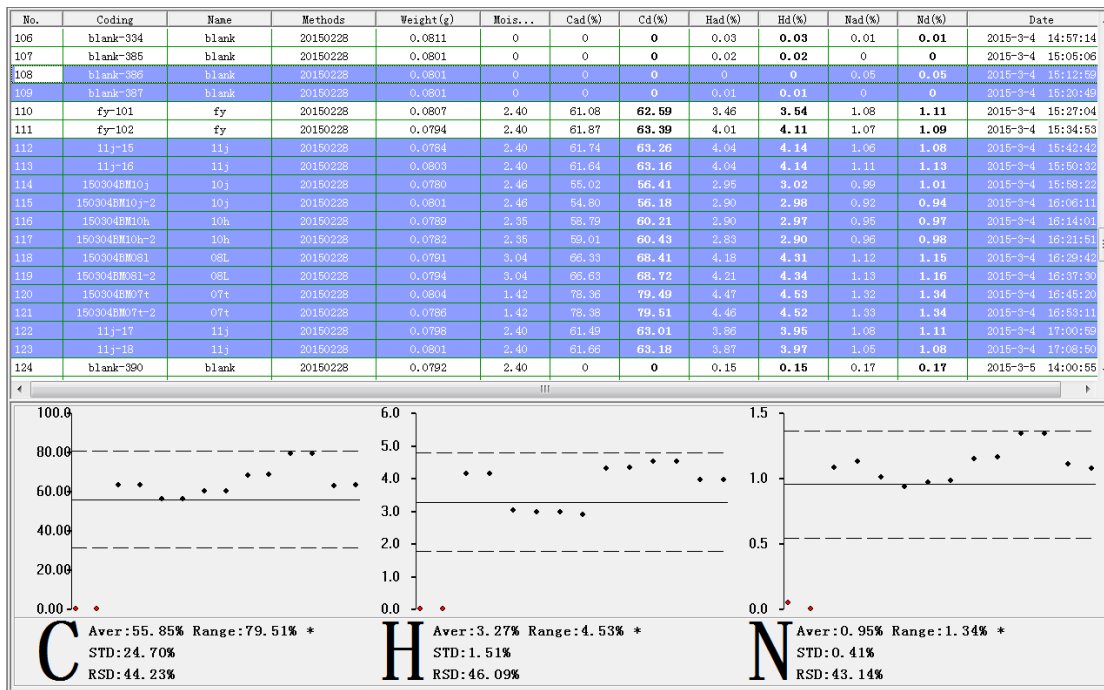 No. Coding Name Methods Weight(g) Mois... Cad(%) Cd(%) Had(%) Hd(%) Nad(%) Nd(%) Date
106 blank-334 blank 20150228 0.0811 0 0 0 0.03 0.03 0.01 0.01 2015-3-4 14:57:14
107 blank-385 blank 20150228 0.0801 0 0 0 0.02 0.02 0 0 2015-3-4 15:05:06
108 blank-386 blank 20150228 0.0801 0 0 0 0 0 0.05 0.05 2015-3-4 15:12:59
109 blank-387 blank 20150228 0.0801 0 0 0 0.01 0.01 0 0 2015-3-4 15:20:49
110 fy-101 fy 20150228 0.0807 2.40 61.08 62.59 3.46 3.54 1.08 1.11 2015-3-4 15:27:04
111 fy-102 fy 20150228 0.0794 2.40 61.87 63.39 4.01 4.11 1.07 1.09 2015-3-4 15:34:53
112 11j-15 11j 20150228 0.0784 2.40 61.74 63.26 4.04 4.14 1.06 1.08 2015-3-4 15:42:42
113 11j-16 11j 20150228 0.0803 2.40 61.64 63.16 4.04 4.14 1.11 1.13 2015-3-4 15:50:32
114 150304BM10j 10j 20150228 0.0780 2.46 55.02 56.41 2.95 3.02 0.99 1.01 2015-3-4 15:58:22
115 150304BM10j-2 10j 20150228 0.0801 2.46 54.80 56.18 2.90 2.98 0.92 0.94 2015-3-4 16:06:11
116 150304BM10h 10h 20150228 0.0789 2.35 58.79 60.21 2.90 2.97 0.95 0.97 2015-3-4 16:14:01
117 150304BM10h-2 10h 20150228 0.0782 2.35 59.01 60.43 2.83 2.90 0.96 0.98 2015-3-4 16:21:51
118 150304BM08l 08L 20150228 0.0791 3.04 66.33 68.41 4.18 4.31 1.12 1.15 2015-3-4 16:29:42
119 150304BM08l-2 08L 20150228 0.0794 3.04 66.63 68.72 4.21 4.34 1.13 1.16 2015-3-4 16:37:30
120 150304BM07t 07t 20150228 0.0804 1.42 78.36 79.49 4.47 4.53 1.32 1.34 2015-3-4 16:45:20
121 150304BM07t-2 07t 20150228 0.0786 1.42 78.38 79.51 4.46 4.52 1.33 1.34 2015-3-4 16:53:11
122 11j-17 11j 20150228 0.0798 2.40 61.49 63.01 3.86 3.95 1.08 1.11 2015-3-4 17:00:59
123 11j-18 11j 20150228 0.0801 2.40 61.66 63.18 3.87 3.97 1.05 1.08 2015-3-4 17:08:50
124 blank-390 blank 20150228 0.0792 2.40 0 0 0.15 0.15 0.17 0.17 2015-3-5 14:00:55
100.0
80.00
60.00
40.00
20.00
0.00
C Aver:55.85% Range:79.51% *
STD:24.70%
RSD:44.23%
6.0
5.0
4.0
3.0
2.0
1.0
0.0
H Aver:3.27% Range:4.53% *
STD:1.51%
RSD:46.09%
1.5
1.0
0.5
0.0
N Aver:0.95% Range:1.34% *
STD:0.41%
RSD:43.14%